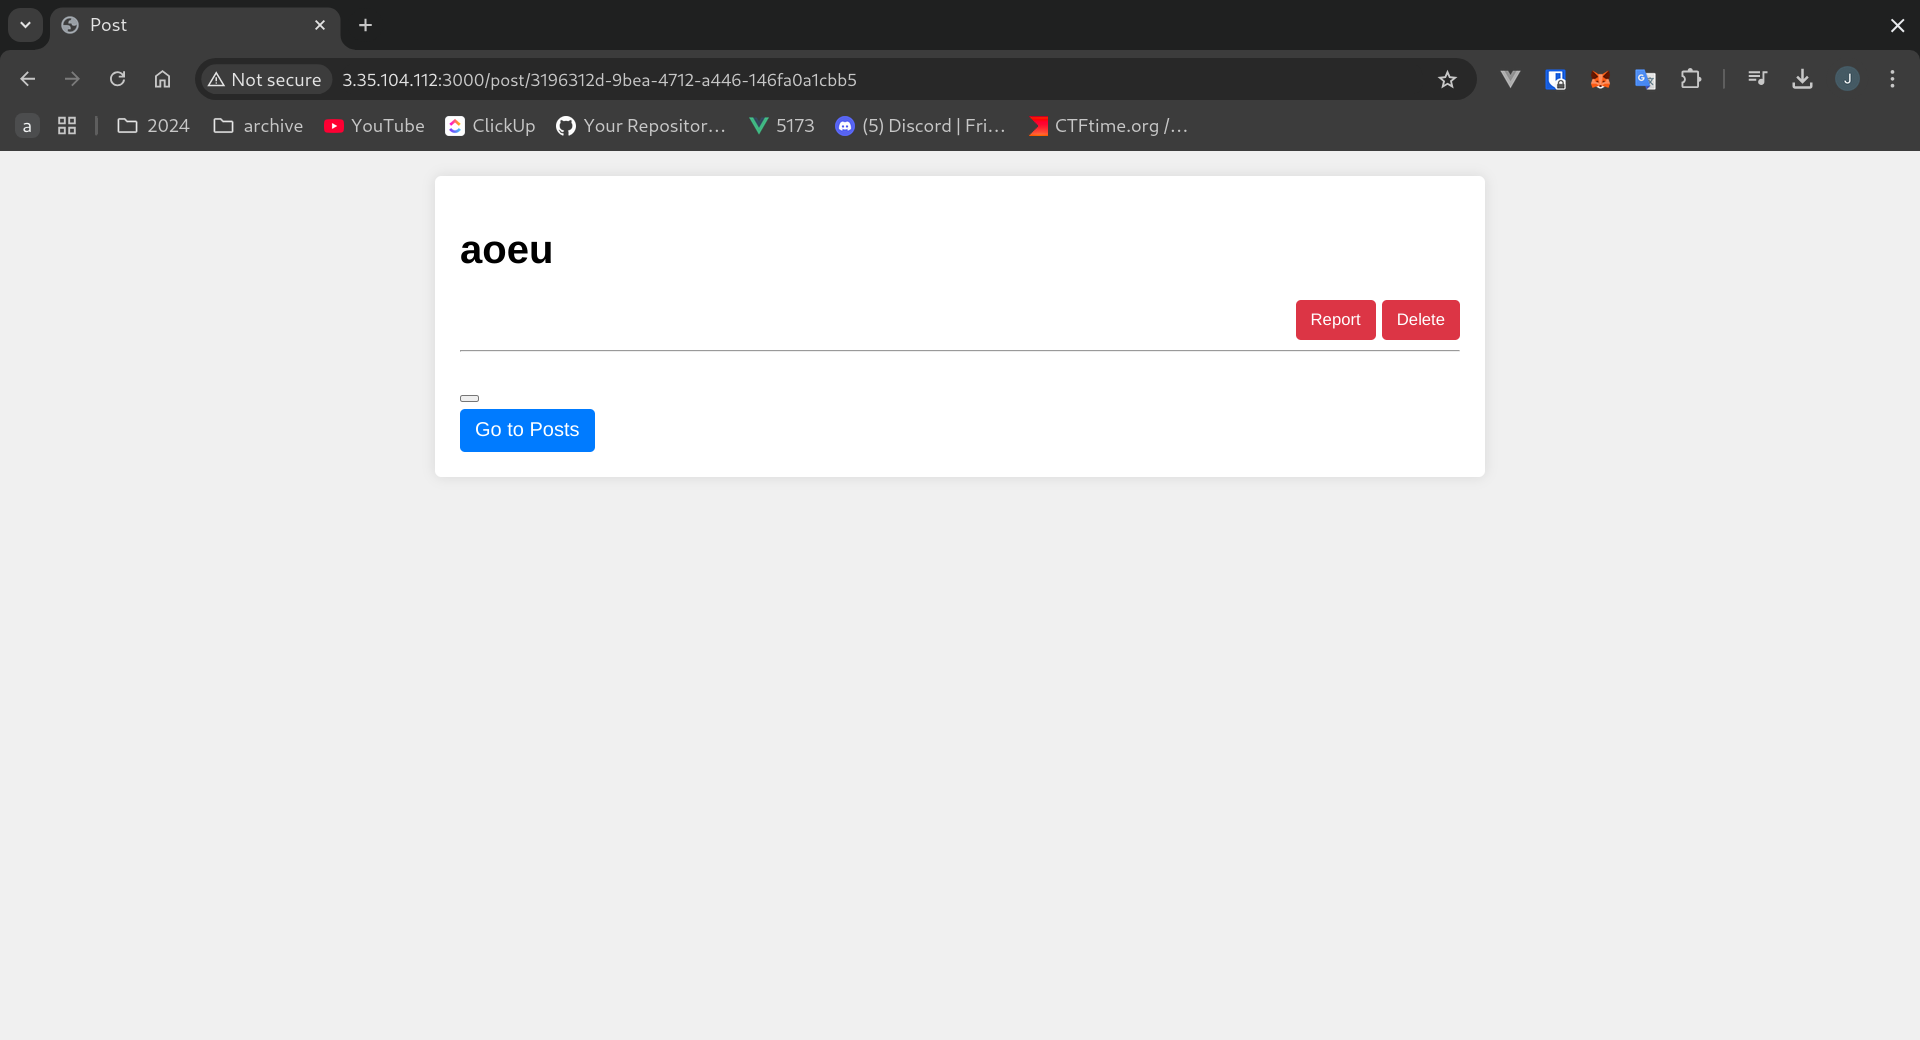 Post
Not secure 3.35.104.112:3000/post/3196312d-9bea-4712-a446-146fa0a1cbb5 J
a 2024 archive YouTube ClickUp Your Repositor... 5173 (5) Discord | Fri... CTFtime.org /...
aoeu
Report Delete
Go to Posts